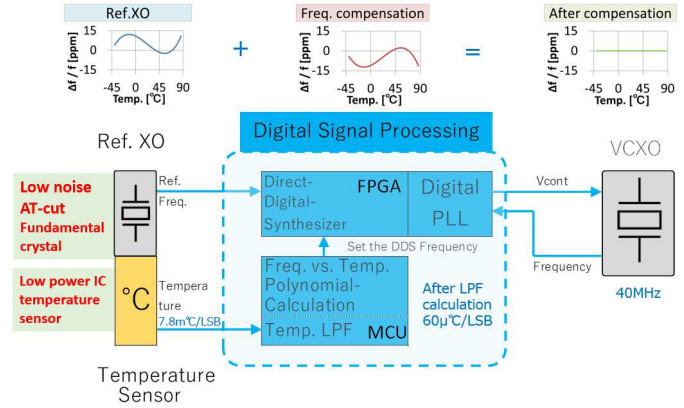 Ref.XO
Freq. compensation
After compensation
Δf / f [ppm]
15
0
-15
-45 0 45 90
Temp. [℃]
+
Δf / f [ppm]
15
0
-15
-45 0 45 90
Temp. [℃]
=
Δf / f [ppm]
15
0
-15
-45 0 45 90
Temp. [℃]
Digital Signal Processing
Ref. XO
VCXO
Low noise
AT-cut
Fundamental
crystal
Ref.
Freq.
Direct-
Digital-
Synthesizer
FPGA
Digital
PLL
Vcont
Set the DDS Frequency
Frequency
Low power IC
temperature
sensor
℃
Tempera
ture
7.8m℃/LSB
Freq. vs. Temp.
Polynomial-
Calculation
Temp. LPF
MCU
After LPF
calculation
60μ℃/LSB
40MHz
Temperature
Sensor